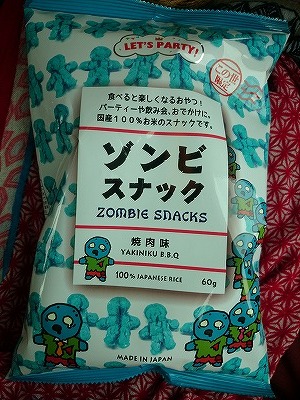 LET'S PARTY!
この世
限定
食べると楽しくなるおやつ!
パーティーや飲み会、おでかけに。
国産100%お米のスナックです。
ゾンビ
スナック
ZOMBIE SNACKS
焼肉味
YAKINIKU B.B.Q
100% JAPANESE RICE
60g
MADE IN JAPAN